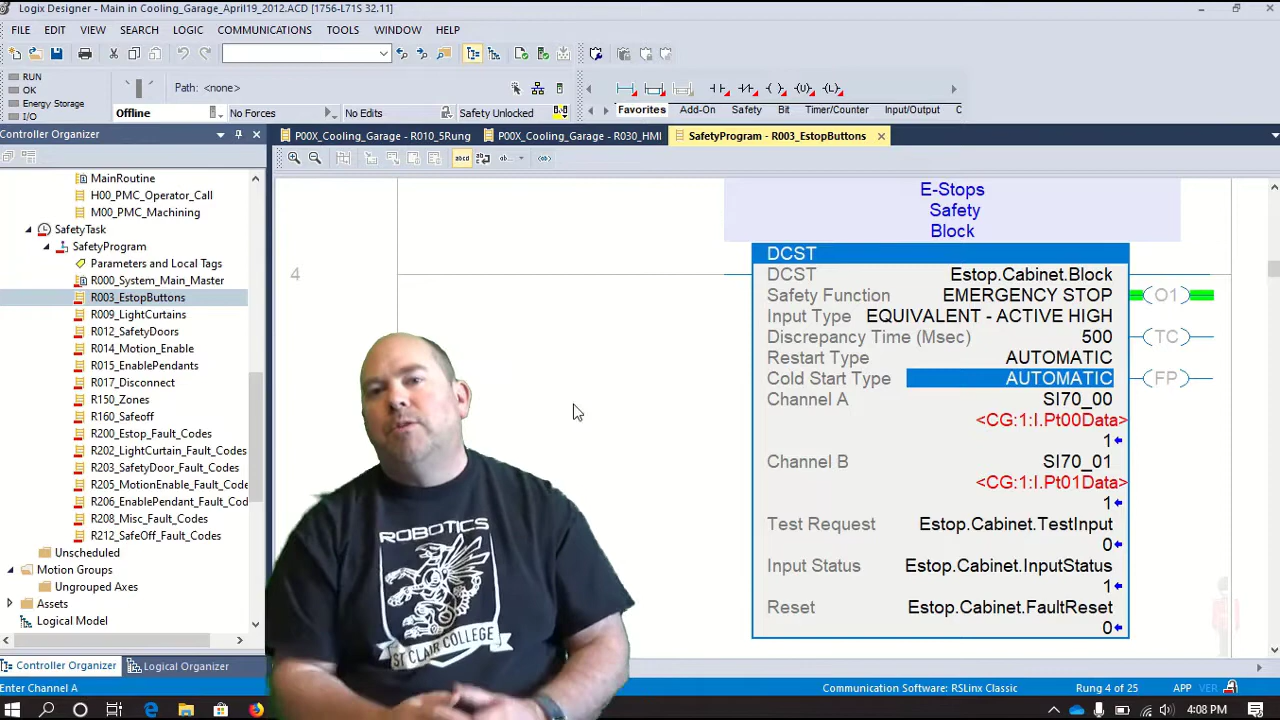 Logix Designer - Main in Cooling_Garage_April19_2012.ACD [1756-L71S 32.11]
FILE EDIT VIEW SEARCH LOGIC COMMUNICATIONS TOOLS WINDOW HELP
RUN
OK
Energy Storage
I/O
Path: <none>
Offline
No Forces
No Edits
Safety Unlocked
Favorites Add-On Safety Bit Timer/Counter Input/Output C
Controller Organizer
P00X_Cooling_Garage - R010_5Rung
P00X_Cooling_Garage - R030_HMI
SafetyProgram - R003_EstopButtons
MainRoutine
H00_PMC_Operator_Call
M00_PMC_Machining
SafetyTask
SafetyProgram
Parameters and Local Tags
R000_System_Main_Master
R003_EstopButtons
R009_LightCurtains
R012_SafetyDoors
R014_Motion_Enable
R015_EnablePendants
R017_Disconnect
R150_Zones
R160_Safeoff
R200_Estop_Fault_Codes
R202_LightCurtain_Fault_Codes
R203_SafetyDoor_Fault_Codes
R205_MotionEnable_Fault_Codes
R206_EnablePendant_Fault_Cod
R208_Misc_Fault_Codes
R212_SafeOff_Fault_Codes
Unscheduled
Motion Groups
Ungrouped Axes
Assets
Logical Model
Controller Organizer
Logical Organizer
E-Stops
Safety
Block
4
DCST
DCST Estop.Cabinet.Block
Safety Function EMERGENCY STOP
O1
Input Type EQUIVALENT - ACTIVE HIGH
Discrepancy Time (Msec) 500
TC
Restart Type AUTOMATIC
Cold Start Type AUTOMATIC
FP
Channel A SI70_00
<CG:1:I.Pt00Data>
1
Channel B SI70_01
<CG:1:I.Pt01Data>
1
Test Request Estop.Cabinet.TestInput
0
Input Status Estop.Cabinet.InputStatus
1
Reset Estop.Cabinet.FaultReset
0
ROBOTICS
ST CLAIR COLLEGE
Enter Channel A
Communication Software: RSLinx Classic
Rung 4 of 25
APP
VER
4:08 PM